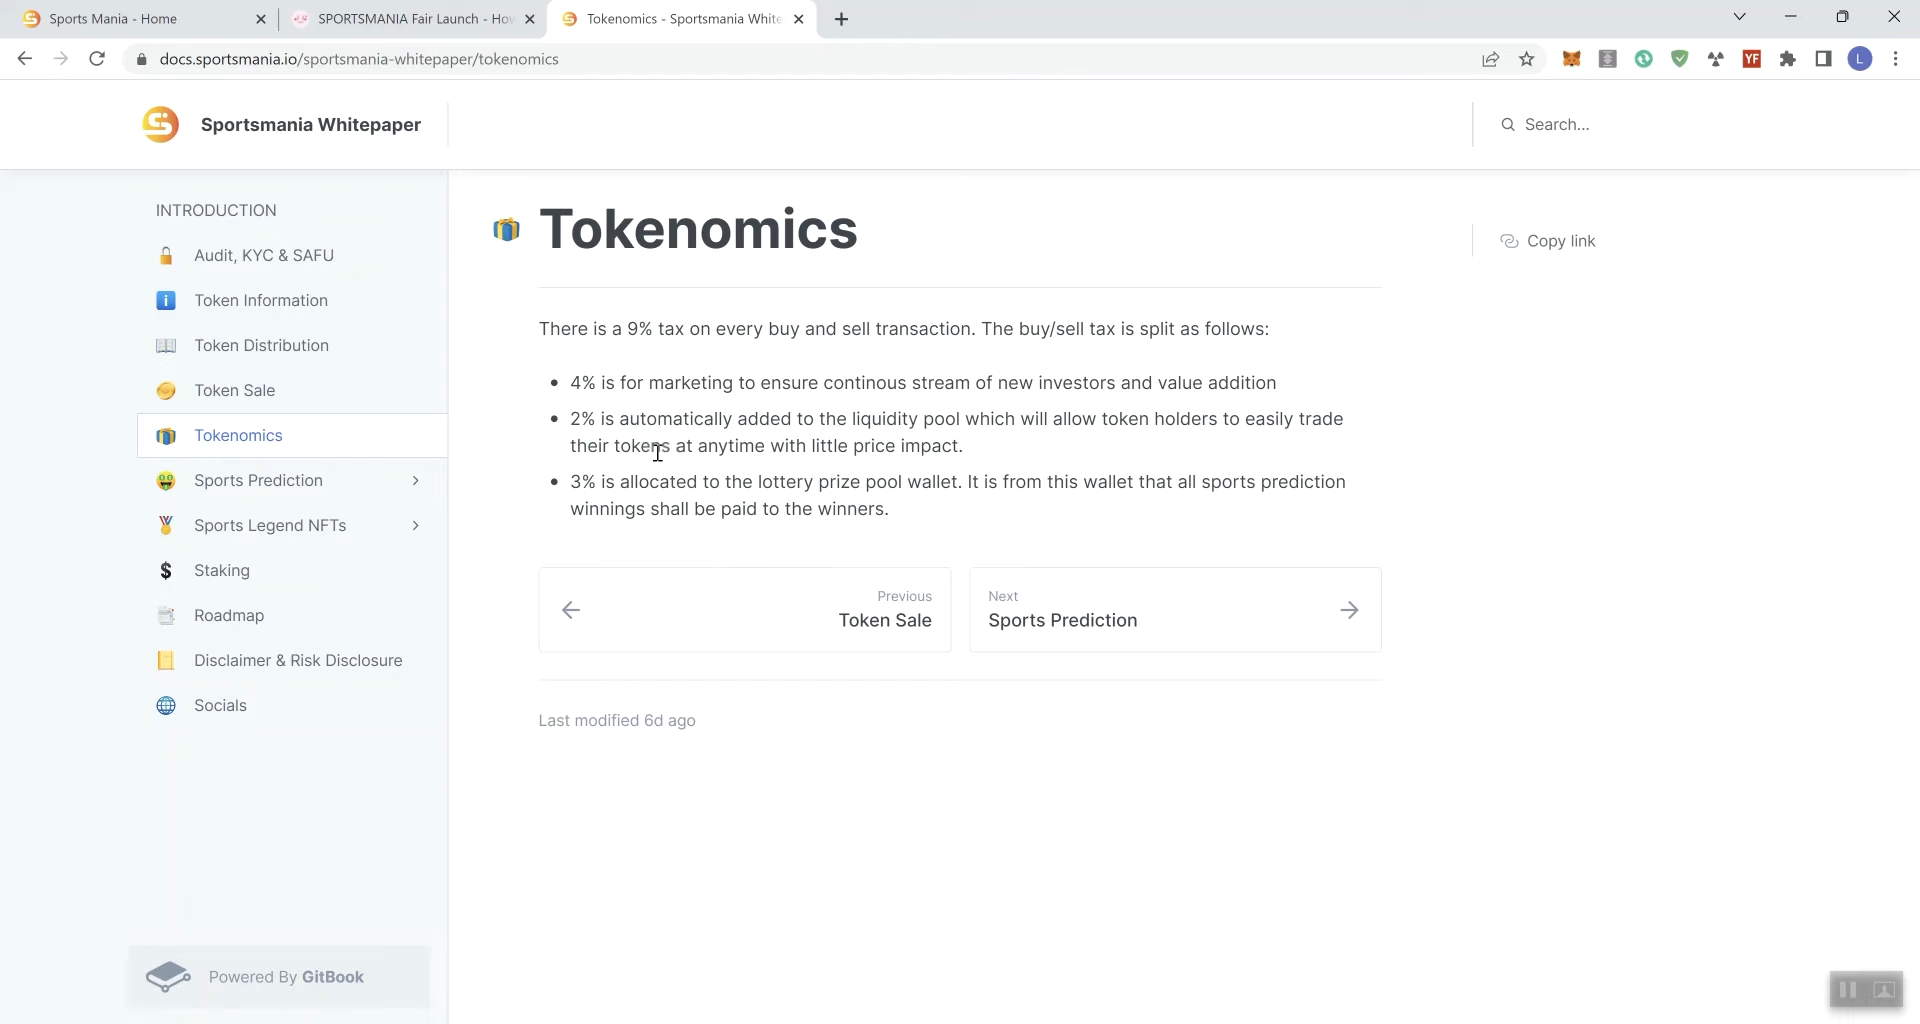 Sports Mania - Home
SPORTSMANIA Fair Launch - How
Tokenomics - Sportsmania White
docs.sportsmania.io/sportsmania-whitepaper/tokenomics
YF
L
Sportsmania Whitepaper
Search...
INTRODUCTION
Audit, KYC & SAFU
Token Information
Token Distribution
Token Sale
Tokenomics
Sports Prediction
Sports Legend NFTs
Staking
Roadmap
Disclaimer & Risk Disclosure
Socials
Powered By GitBook
Tokenomics
Copy link
There is a 9% tax on every buy and sell transaction. The buy/sell tax is split as follows:
4% is for marketing to ensure continous stream of new investors and value addition
2% is automatically added to the liquidity pool which will allow token holders to easily trade
their tokens at anytime with little price impact.
3% is allocated to the lottery prize pool wallet. It is from this wallet that all sports prediction
winnings shall be paid to the winners.
Previous
Token Sale
Next
Sports Prediction
Last modified 6d ago